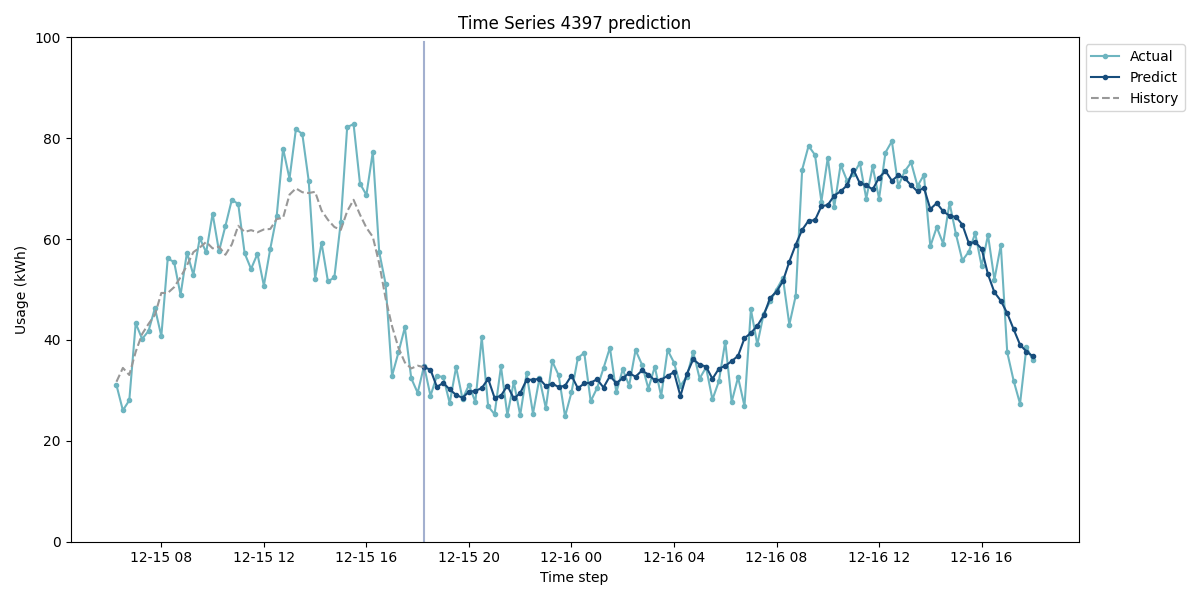 Time Series 4397 prediction
100
80
60
40
20
0
Usage (kWh)
12-15 08
12-15 12
12-15 16
12-15 20
12-16 00
12-16 04
12-16 08
12-16 12
12-16 16
Time step
Actual
Predict
History